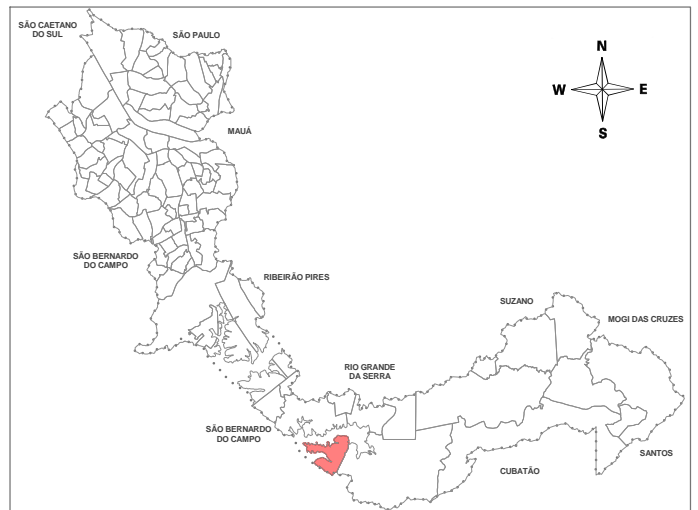 SÃO CAETANO
DO SUL
SÃO PAULO
N
W
E
S
MAUÁ
SÃO BERNARDO
DO CAMPO
RIBEIRÃO PIRES
SUZANO
MOGI DAS CRUZES
RIO GRANDE
DA SERRA
SÃO BERNARDO
DO CAMPO
SANTOS
CUBATÃO